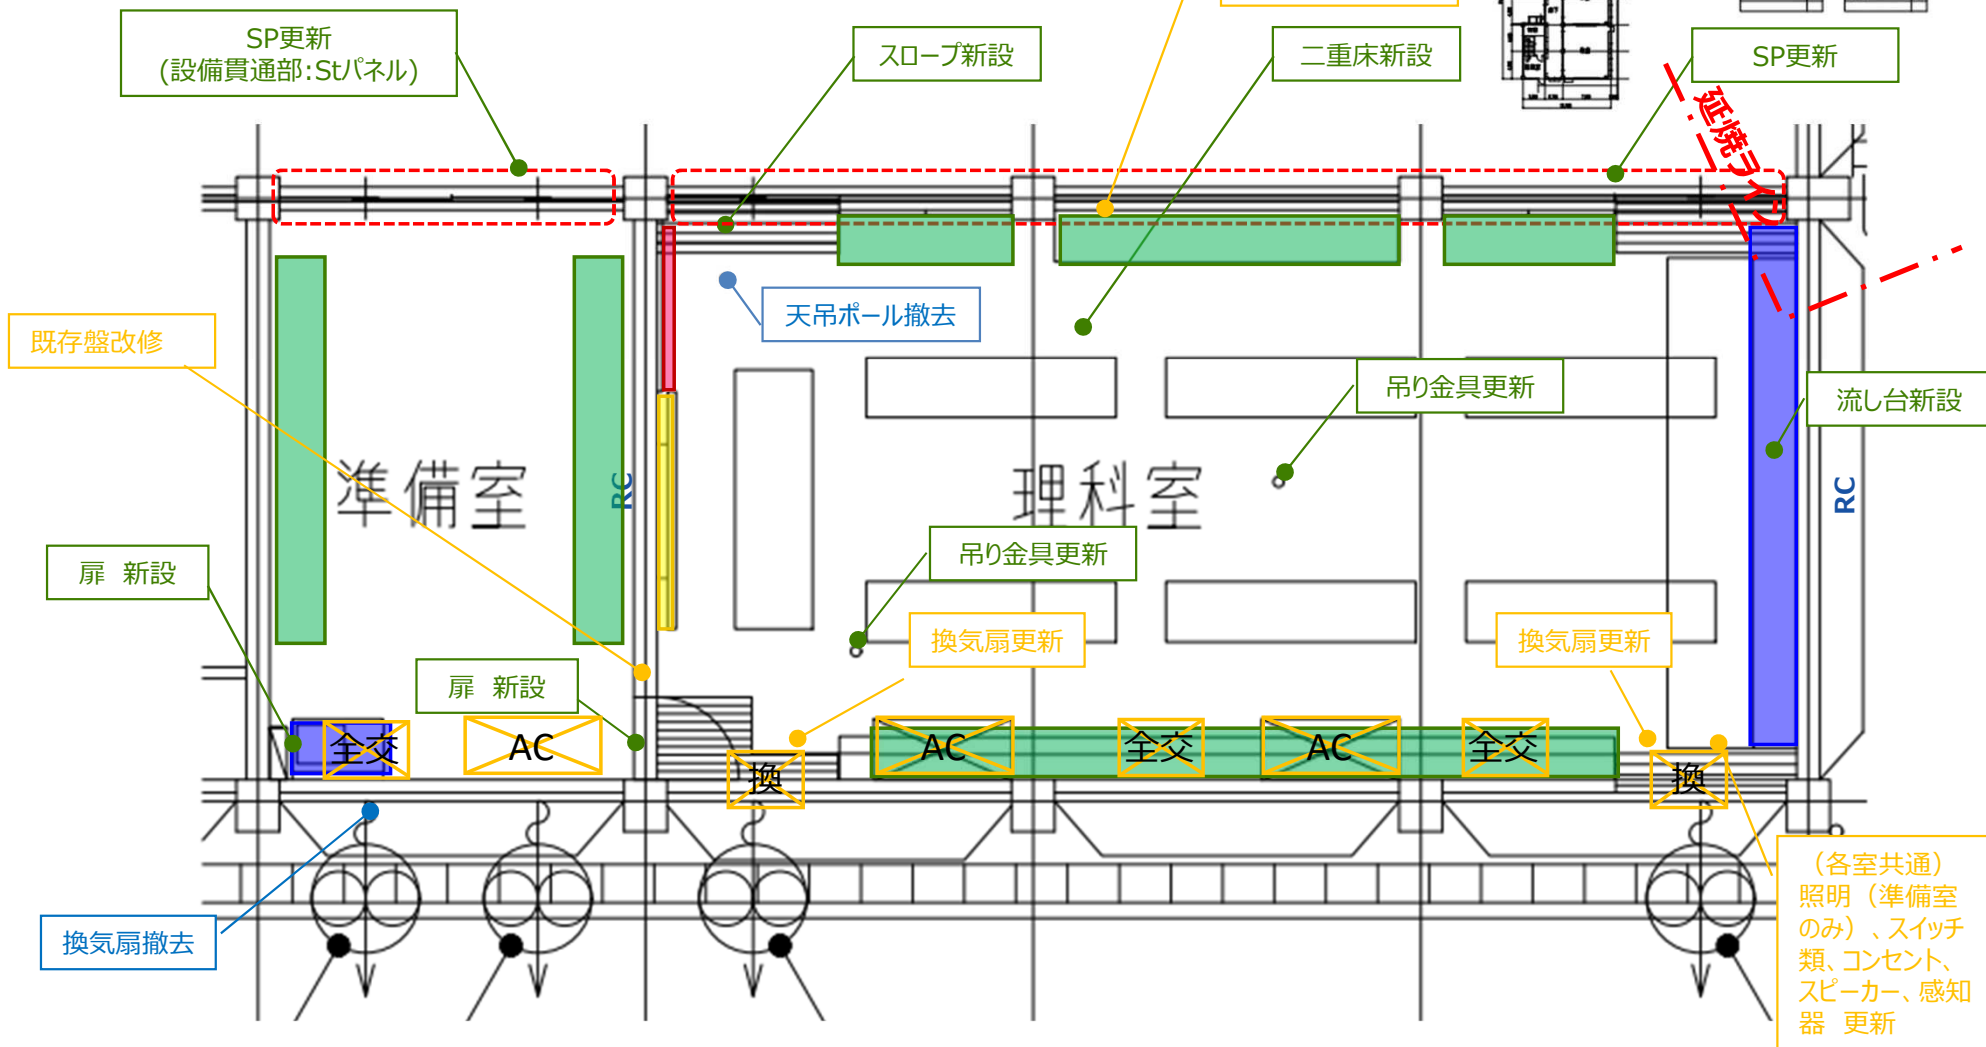 SP更新
(設備貫通部:Stパネル)
スロープ新設
二重床新設
SP更新
延焼ライン
天吊ポール撤去
既存盤改修
吊り金具更新
流し台新設
準備室
RC
理科室
RC
吊り金具更新
扉 新設
換気扇更新
換気扇更新
扉 新設
全交
AC
AC
全交
AC
全交
換
換
換気扇撤去
(各室共通)
照明(準備室
のみ)、スイッチ
類、コンセント、
スピーカー、感知
器 更新